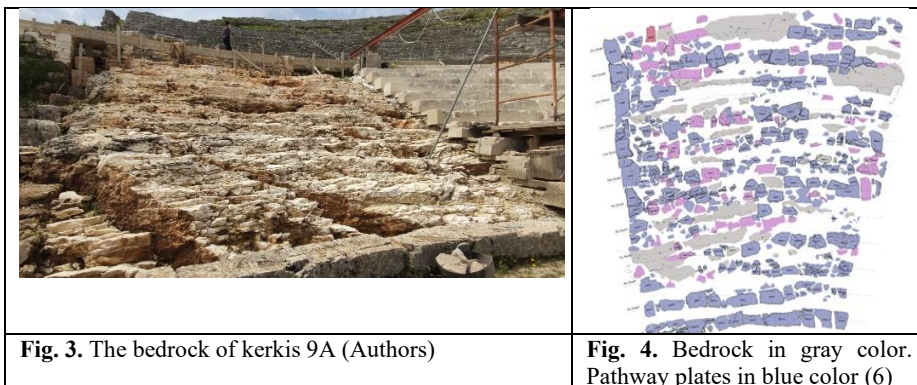 Fig. 3. The bedrock of kerkis 9A (Authors)
Fig. 4. Bedrock in gray color.
Pathway plates in blue color (6)